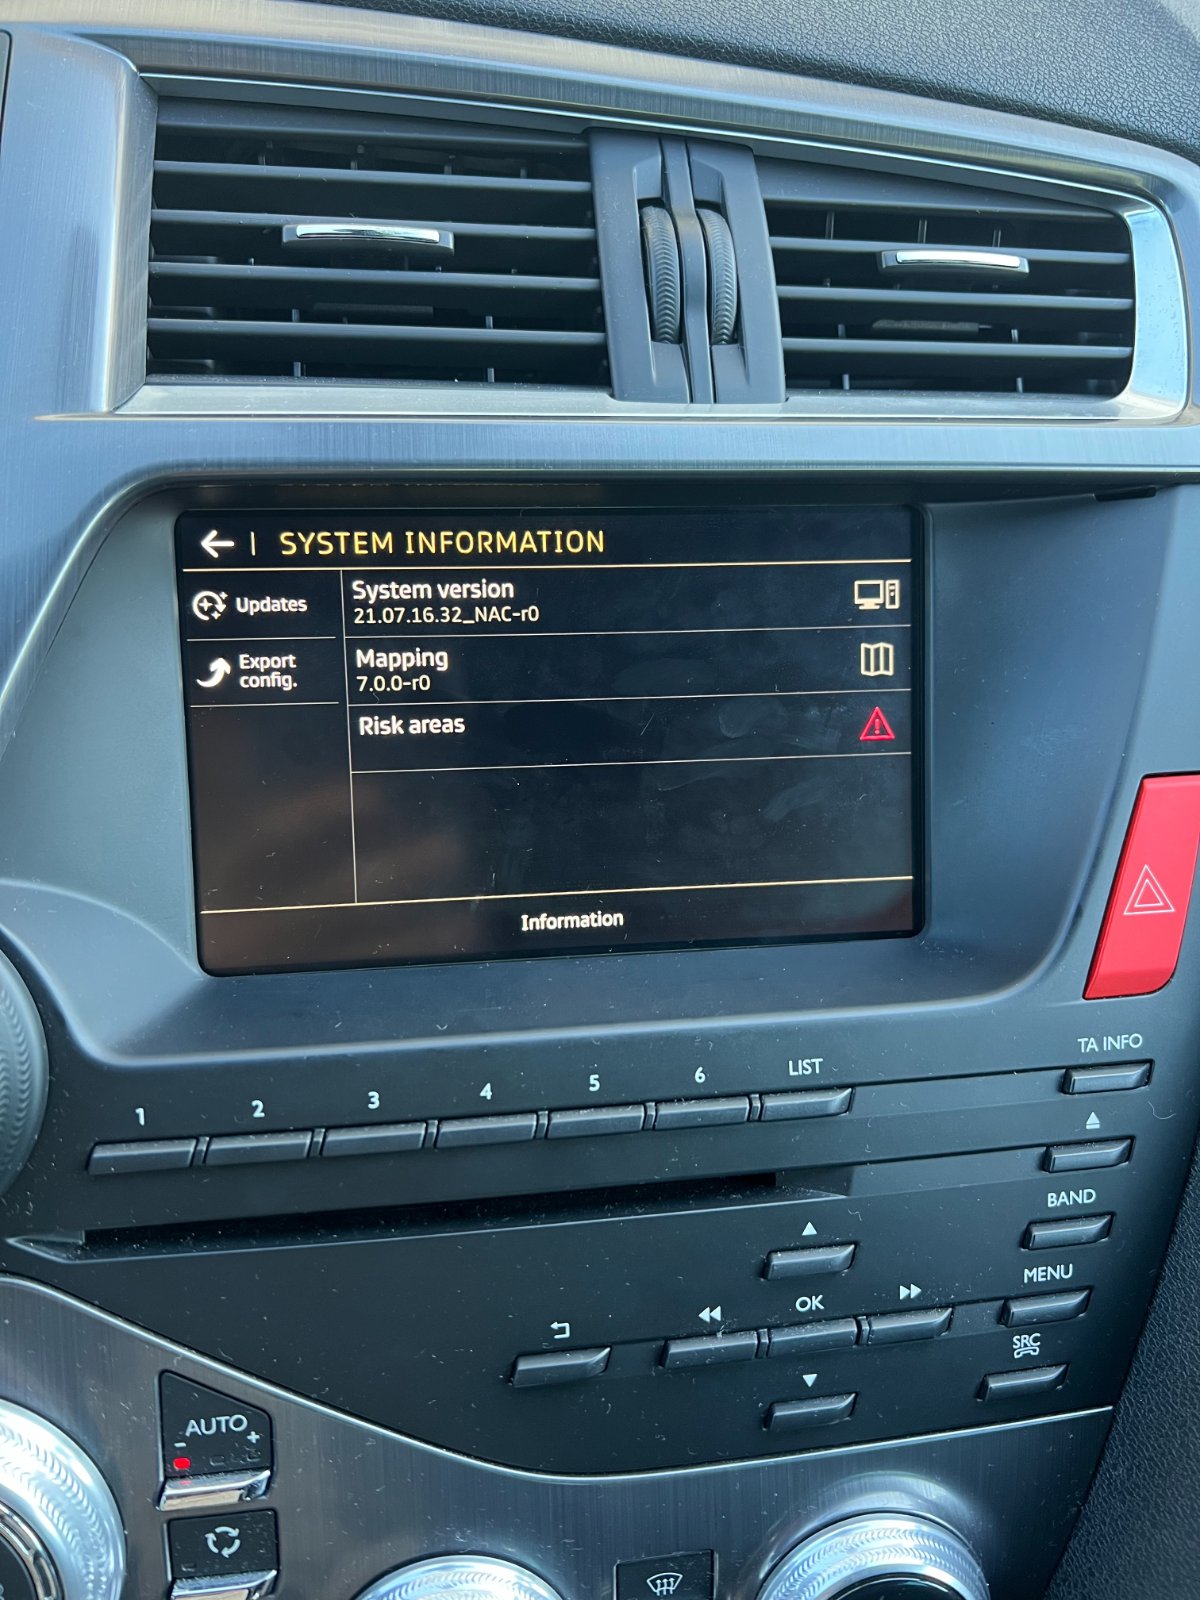 SYSTEM INFORMATION
Updates
Export
config.
System version
21.07.16.32_NAC-r0
Mapping
7.0.0-r0
Risk areas
Information
1 2 3 4 5 6 LIST
TA INFO
BAND
MENU
OK
SRC
AUTO
- +